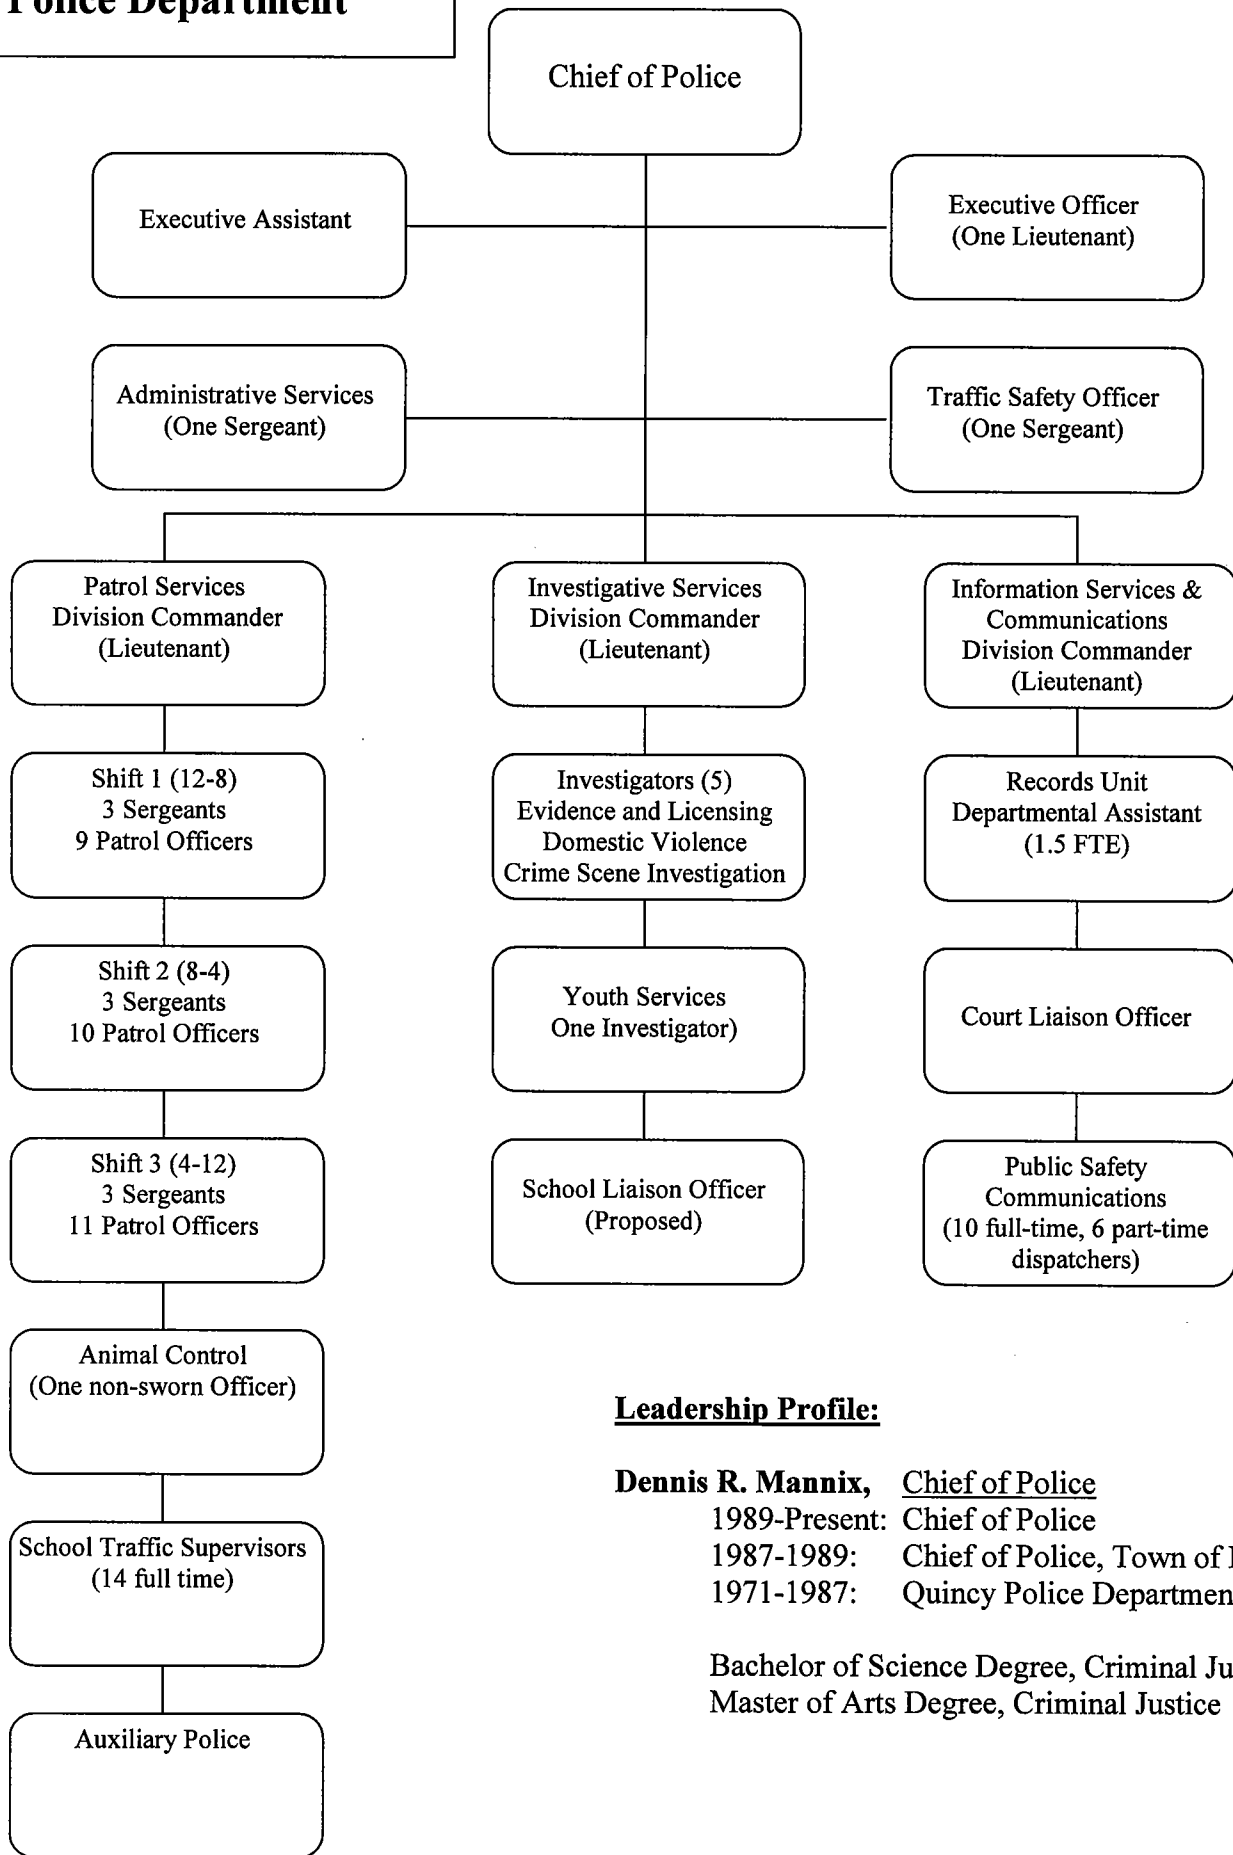 Police Department
Chief of Police
Executive Assistant
Executive Officer
(One Lieutenant)
Administrative Services
(One Sergeant)
Traffic Safety Officer
(One Sergeant)
Patrol Services
Division Commander
(Lieutenant)
Investigative Services
Division Commander
(Lieutenant)
Information Services &
Communications
Division Commander
(Lieutenant)
Shift 1 (12-8)
3 Sergeants
9 Patrol Officers
Investigators (5)
Evidence and Licensing
Domestic Violence
Crime Scene Investigation
Records Unit
Departmental Assistant
(1.5 FTE)
Shift 2 (8-4)
3 Sergeants
10 Patrol Officers
Youth Services
One Investigator)
Court Liaison Officer
Shift 3 (4-12)
3 Sergeants
11 Patrol Officers
School Liaison Officer
(Proposed)
Public Safety
Communications
(10 full-time, 6 part-time
dispatchers)
Animal Control
(One non-sworn Officer)
School Traffic Supervisors
(14 full time)
Auxiliary Police
Leadership Profile:
Dennis R. Mannix, Chief of Police
1989-Present: Chief of Police
1987-1989: Chief of Police, Town of
1971-1987: Quincy Police Departmen
Bachelor of Science Degree, Criminal Ju
Master of Arts Degree, Criminal Justice